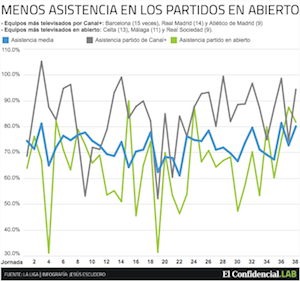 MENOS ASISTENCIA EN LOS PARTIDOS EN ABIERTO
- Equipos más televisados por Canal+: Barcelona (15 veces), Real Madrid (14) y Atlético de Madrid (9)
- Equipos más televisados en abierto: Celta (13), Málaga (11) y Real Sociedad (9).
Asistencia media Asistencia partido de Canal+ Asistencia partido en abierto
110.0%
100.0%
90.0%
80.0%
70.0%
60.0%
50.0%
40.0%
30.0%
Jornada 2 4 6 8 10 12 14 16 18 20 22 24 26 28 30 32 34 36 38
FUENTE: LA LIGA | INFOGRAFÍA: JESÚS ESCUDERO
El Confidencial.LAB